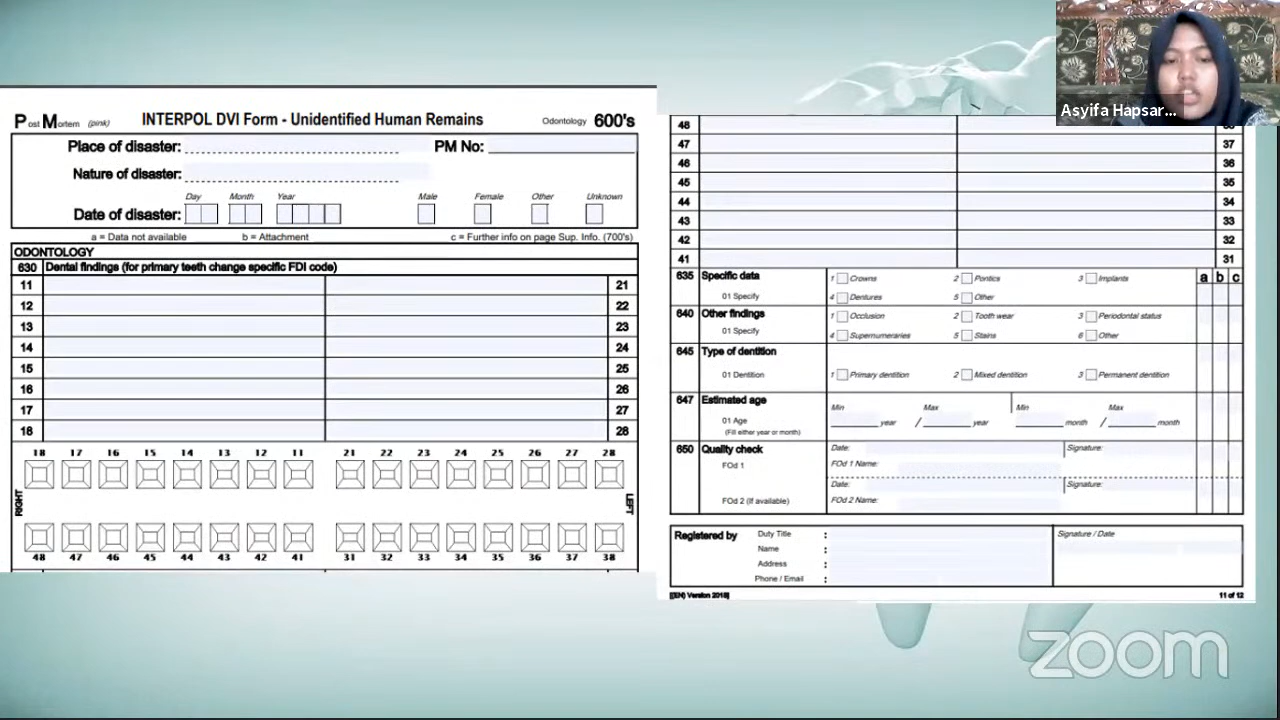 Asyifa Hapsar...
Post Mortem (pink) INTERPOL DVI Form - Unidentified Human Remains Odontology 600's
Place of disaster: PM No:
Nature of disaster:
Day Month Year Male Female Other Unknown
Date of disaster:
a = Data not available b = Attachment c = Further info on page Sup. Info. (700's)
ODONTOLOGY
630 Dental findings (for primary teeth change specific FDI code)
11 21
12 22
13 23
14 24
15 25
16 26
17 27
18 28
18 17 16 15 14 13 12 11 21 22 23 24 25 26 27 28
RIGHT LEFT
48 47 46 45 44 43 42 41 31 32 33 34 35 36 37 38
48
47 37
46 36
45 35
44 34
43 33
42 32
41 31
635 Specific data 1 Crowns 2 Pontics 3 Implants a b c
01 Specify 4 Dentures 5 Other
640 Other findings 1 Occlusion 2 Tooth wear 3 Periodontal status
01 Specify 4 Supernumeraries 5 Stains 6 Other
645 Type of dentition
01 Dentition 1 Primary dentition 2 Mixed dentition 3 Permanent dentition
647 Estimated age Min Max Min Max
01 Age year / year month / month
(Fill either year or month)
650 Quality check Date: Signature:
FOd 1 FOd 1 Name:
Date: Signature:
FOd 2 (If available) FOd 2 Name:
Registered by Duty Title : Signature / Date
Name :
Address :
Phone / Email :
[(EN) Version 2018] 11 of 12
zoom